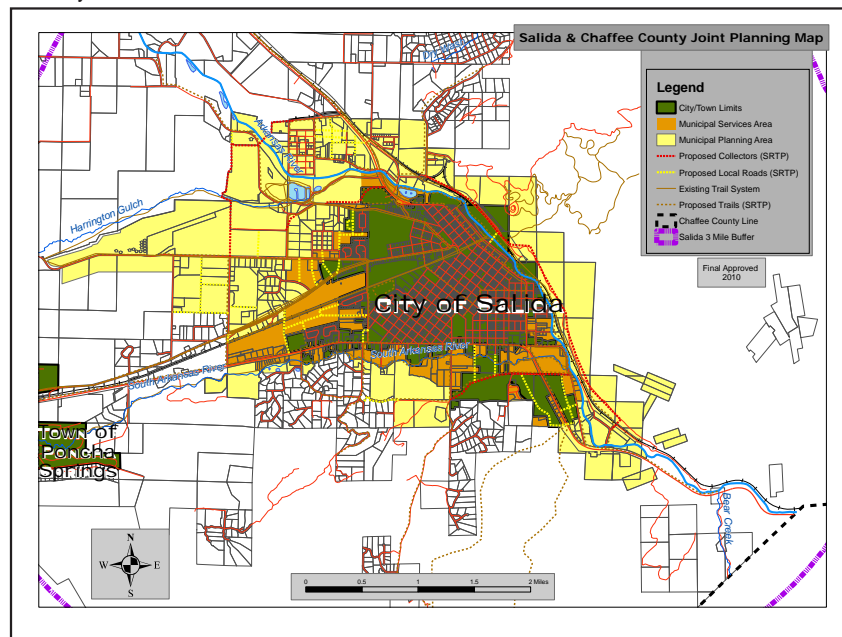 Salida & Chaffee County Joint Planning Map
Legend
City/Town Limits
Municipal Services Area
Municipal Planning Area
Proposed Collectors (SRTP)
Proposed Local Roads (SRTP)
Existing Trail System
Proposed Trails (SRTP)
Chaffee County Line
Salida 3 Mile Buffer
Final Approved
2010
Arkansas River
Harrington Gulch
City of Salida
South Arkansas River
South Arkansas River
Town of
Poncha
Springs
Bear Creek
N
W E
S
0 0.5 1 1.5 2 Miles